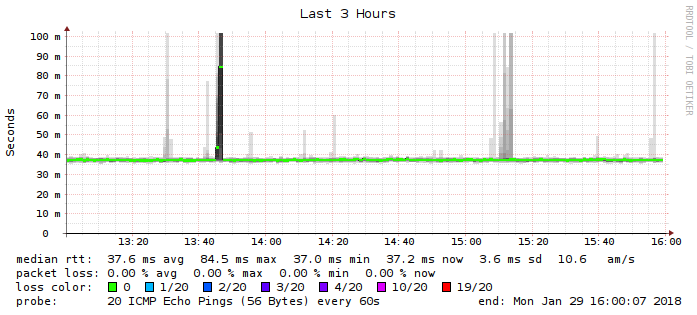 Last 3 Hours
RRDTOOL / TOBI OETIKER
Seconds
100 m
90 m
80 m
70 m
60 m
50 m
40 m
30 m
20 m
10 m
0
13:20 13:40 14:00 14:20 14:40 15:00 15:20 15:40 16:00
median rtt: 37.6 ms avg 84.5 ms max 37.0 ms min 37.2 ms now 3.6 ms sd 10.6 am/s
packet loss: 0.00 % avg 0.00 % max 0.00 % min 0.00 % now
loss color: 0 1/20 2/20 3/20 4/20 10/20 19/20
probe: 20 ICMP Echo Pings (56 Bytes) every 60s end: Mon Jan 29 16:00:07 2018